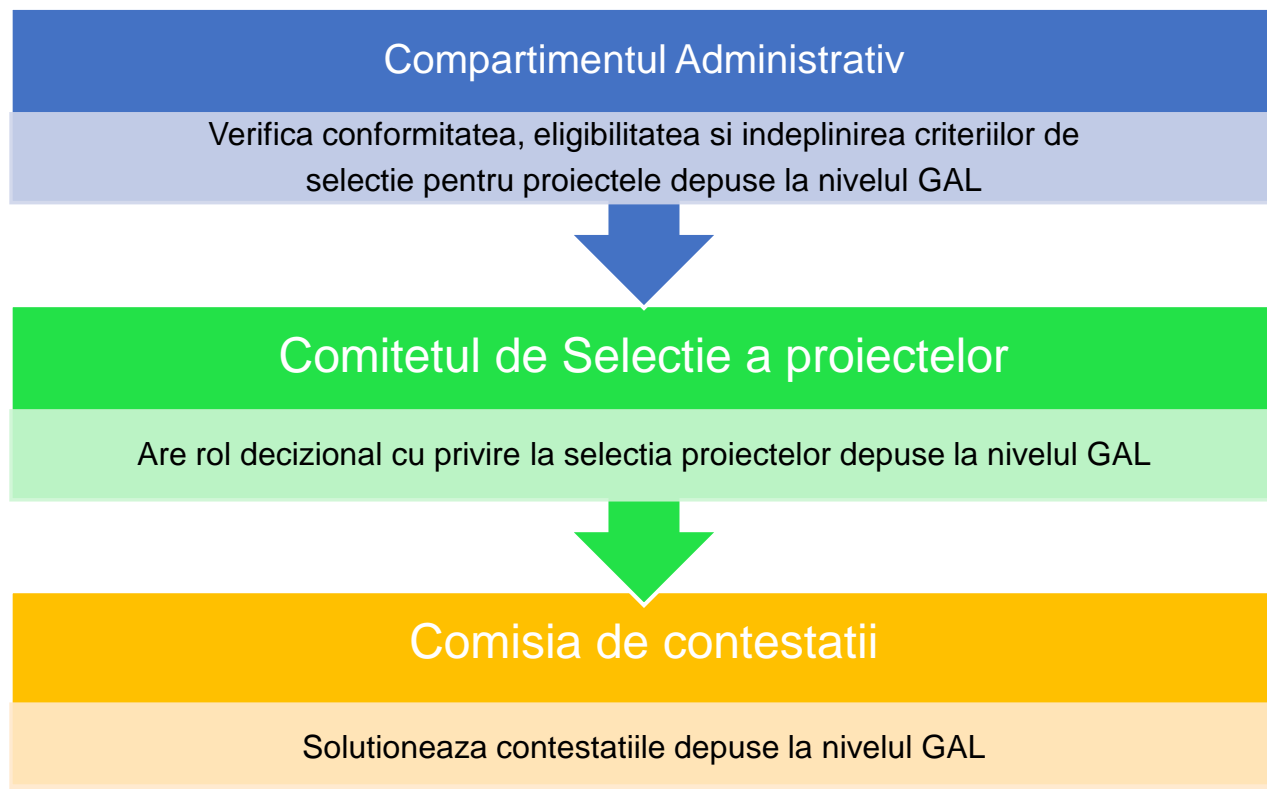 Compartimentul Administrativ
Verifica conformitatea, eligibilitatea si indeplinirea criteriilor de
selectie pentru proiectele depuse la nivelul GAL
Comitetul de Selectie a proiectelor
Are rol decizional cu privire la selectia proiectelor depuse la nivelul GAL
Comisia de contestatii
Solutioneaza contestatiile depuse la nivelul GAL